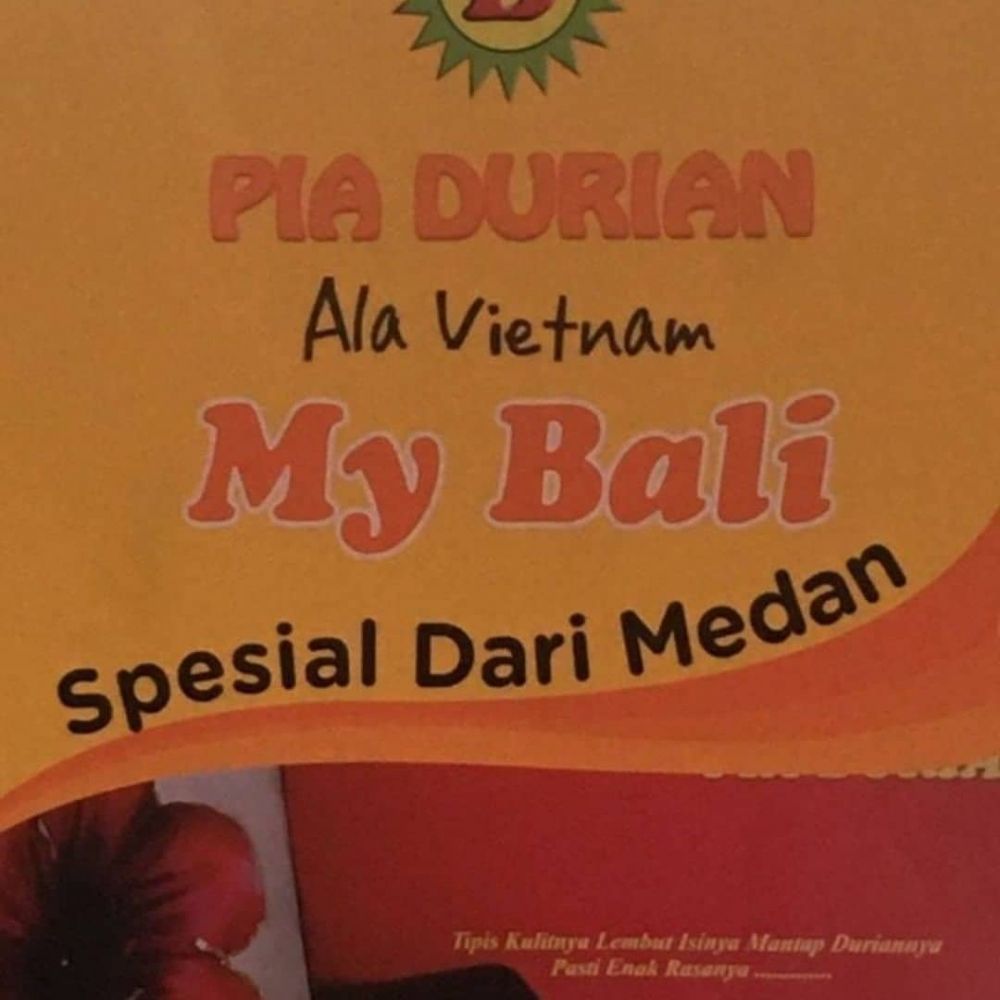 PIA DURIAN
Ala Vietnam
My Bali
Spesial Dari Medan
Tipis Kulitnya Lembut Isinya Mantap Duriannya
Pasti Enak Rasanya ............